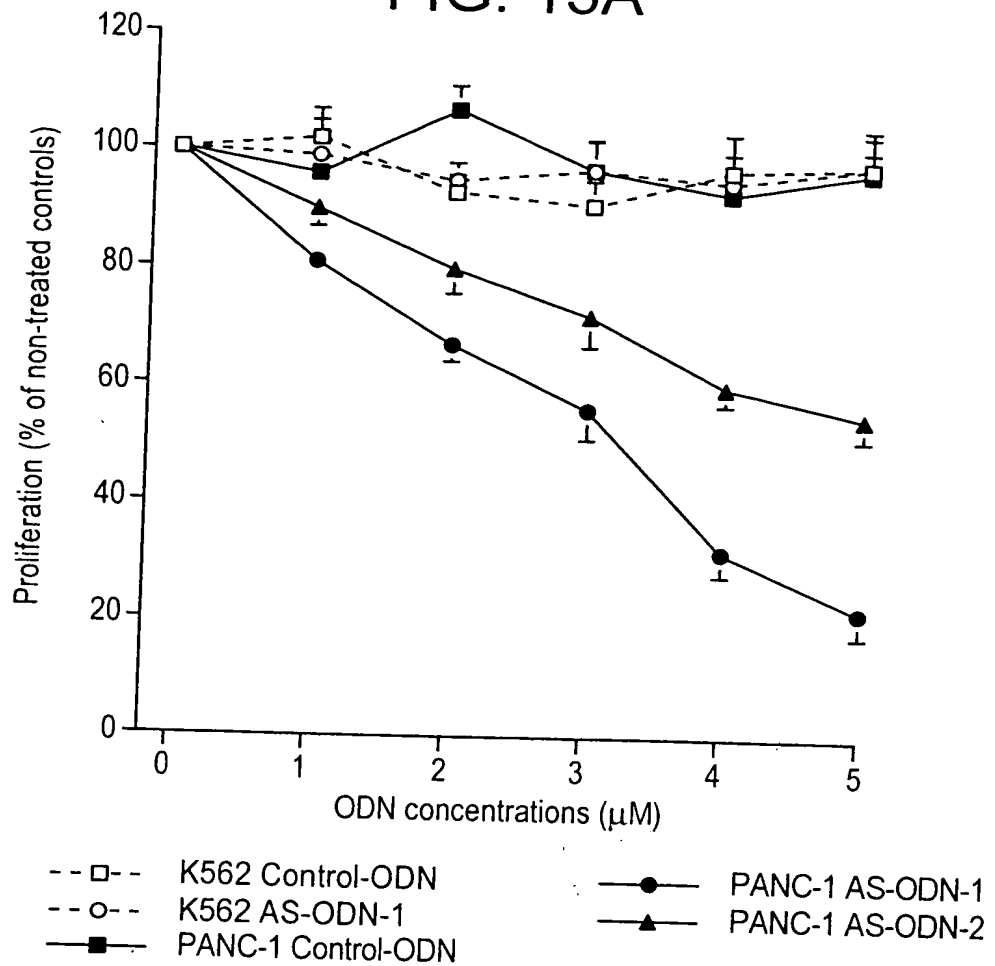 FIG. 13A
120
100
80
60
40
20
0
Proliferation (% of non-treated controls)
0 1 2 3 4 5
ODN concentrations (μM)
K562 Control-ODN
K562 AS-ODN-1
PANC-1 Control-ODN
PANC-1 AS-ODN-1
PANC-1 AS-ODN-2